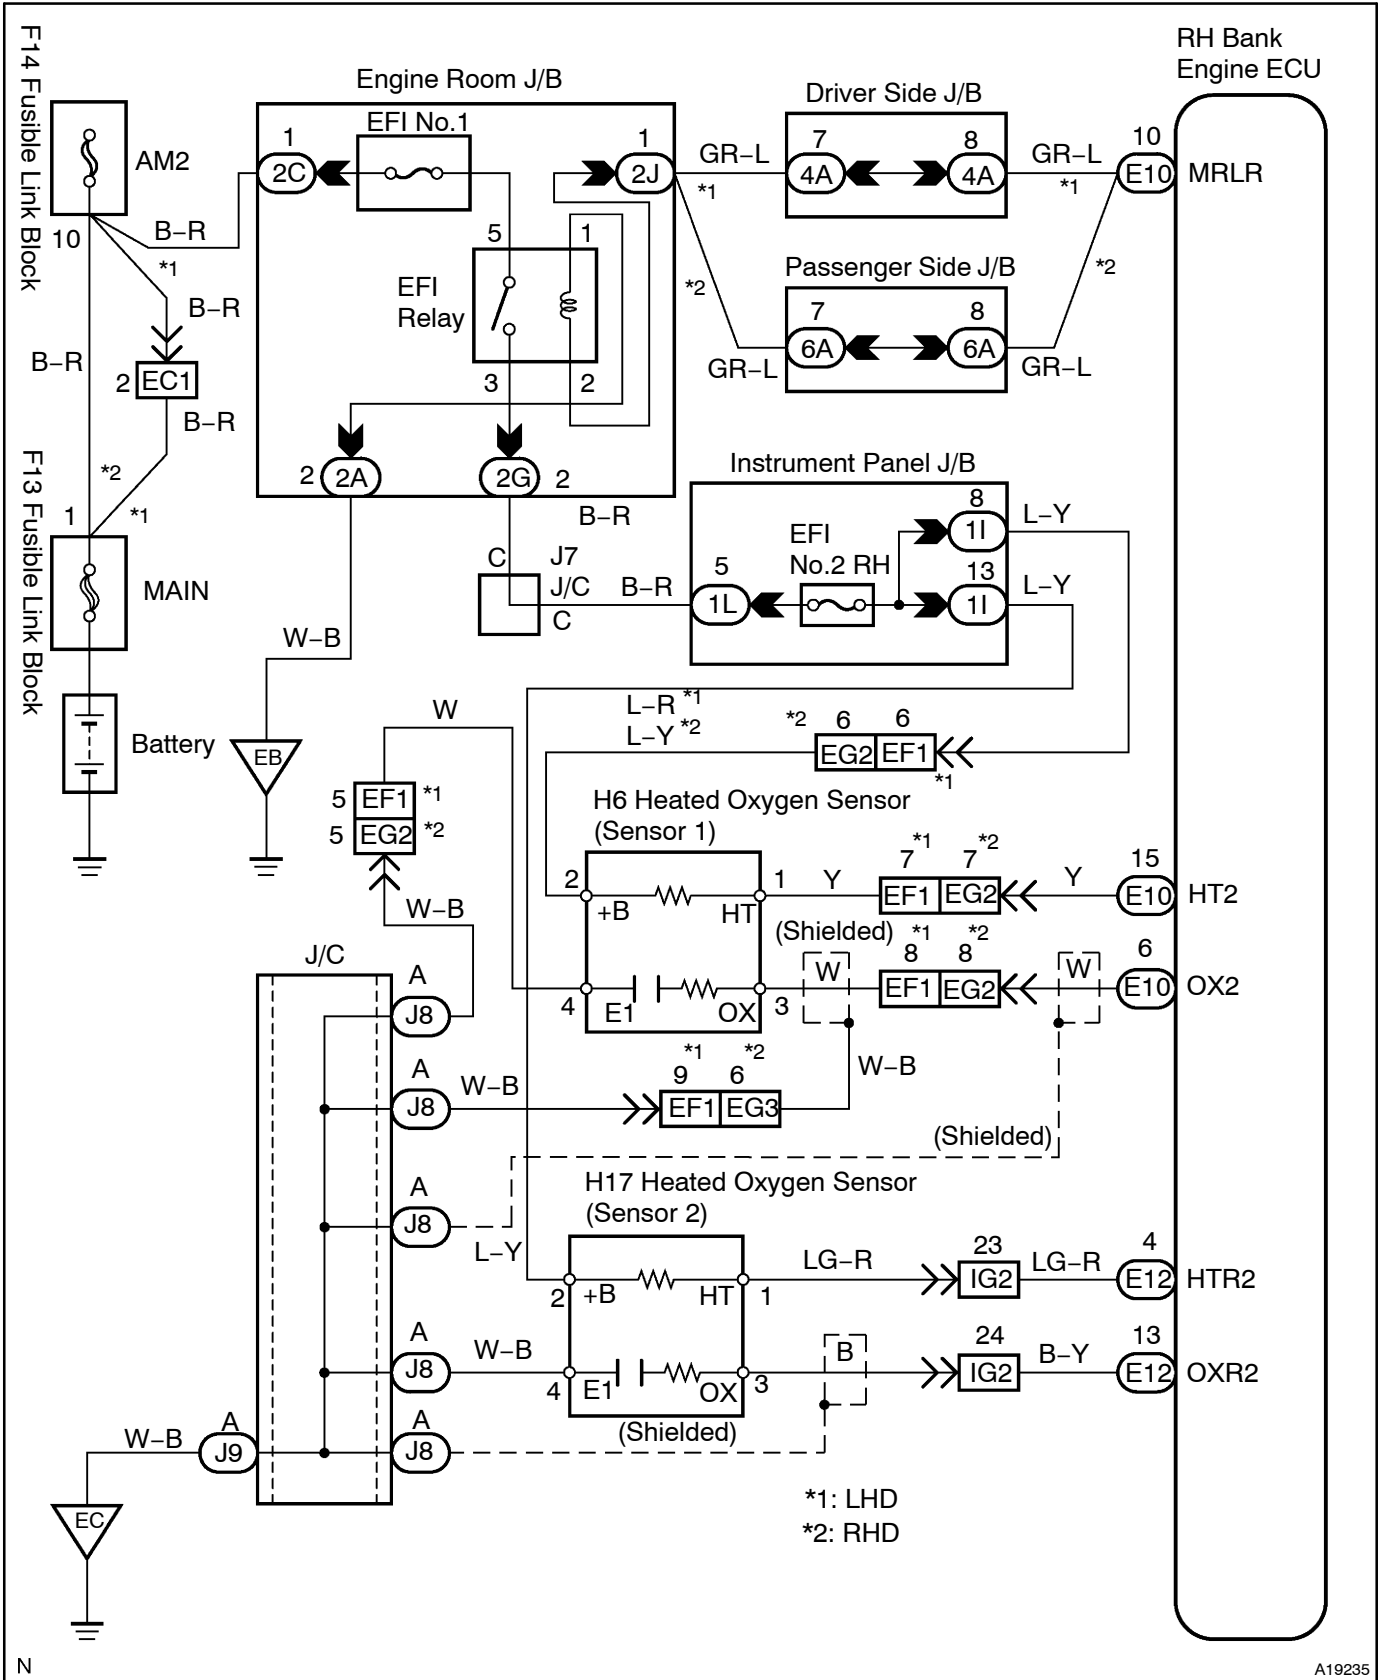 F14 Fusible Link Block
AM2
10
B–R
*1
B–R
2 EC1
B–R
B–R
*2
*1
1
F13 Fusible Link Block
MAIN
Battery
Engine Room J/B
1
2C
EFI No.1
1
2J
5
1
EFI
Relay
3
2
2 2A
2G 2
B–R
W–B
EB
C
J7
J/C
C
B–R
GR–L
*1
*2
GR–L
Driver Side J/B
7
4A
8
4A
Passenger Side J/B
7
6A
8
6A
GR–L
*1
*2
GR–L
RH Bank
Engine ECU
10
E10 MRLR
Instrument Panel J/B
5
1L
EFI
No.2 RH
8
1I
13
1I
L–Y
L–Y
L–R *1
L–Y *2
*2
6 6
EG2 EF1
*1
W
5 EF1 *1
5 EG2 *2
W–B
H6 Heated Oxygen Sensor
(Sensor 1)
2
+B
HT
1
Y
*1 *2
7 7
EF1 EG2
Y
15
E10 HT2
4
E1
OX
3
(Shielded)
W
*1 *2
8 8
EF1 EG2
W
6
E10 OX2
J/C
A
J8
A
J8
W–B
*1 *2
9 6
EF1 EG3
W–B
(Shielded)
A
J8
L–Y
H17 Heated Oxygen Sensor
(Sensor 2)
2
+B
HT
1
LG–R
23
IG2
LG–R
4
E12 HTR2
A
J8
W–B
4
E1
OX
3
B
24
IG2
B–Y
13
E12 OXR2
(Shielded)
A
J8
A
J9
W–B
EC
*1: LHD
*2: RHD
N
A19235